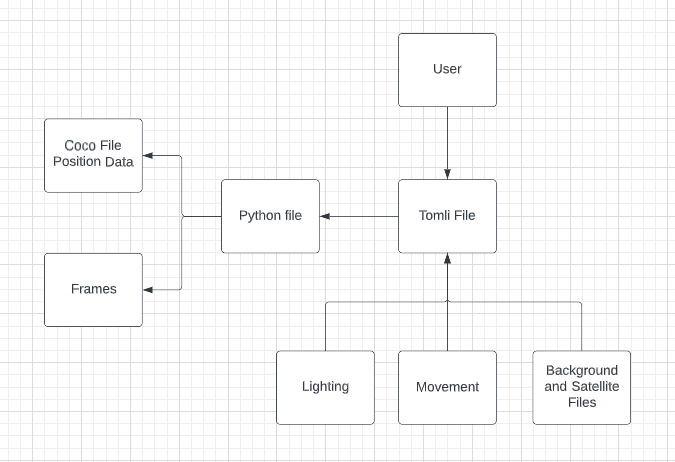 User
Coco File
Position Data
Python file
Tomli File
Frames
Lighting
Movement
Background
and Satellite
Files